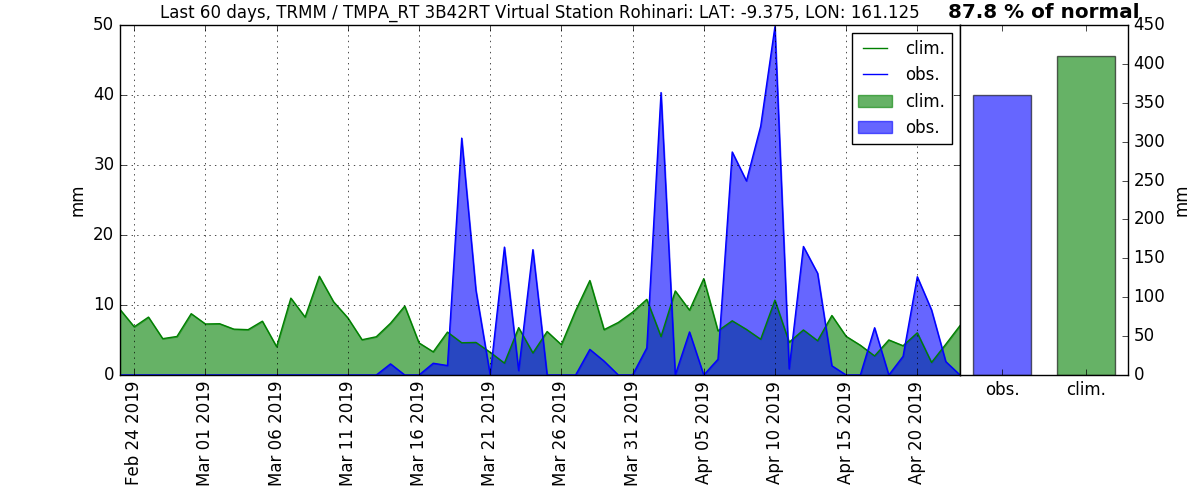 Last 60 days, TRMM / TMPA_RT 3B42RT Virtual Station Rohinari: LAT: -9.375, LON: 161.125
87.8 % of normal
50
40
30
20
10
0
mm
clim.
obs.
clim.
obs.
450
400
350
300
250
200
150
100
50
0
mm
obs.
clim.
Feb 24 2019
Mar 01 2019
Mar 06 2019
Mar 11 2019
Mar 16 2019
Mar 21 2019
Mar 26 2019
Mar 31 2019
Apr 05 2019
Apr 10 2019
Apr 15 2019
Apr 20 2019